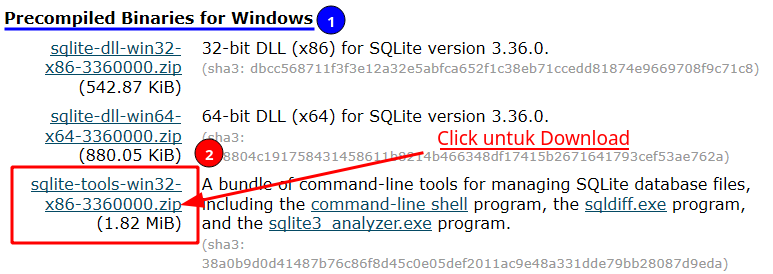 Precompiled Binaries for Windows 1
sqlite-dll-win32-
x86-3360000.zip
(542.87 KiB)
32-bit DLL (x86) for SQLite version 3.36.0.
(sha3: dbcc568711f3f3e12a32e5abfca652f1c38eb71ccedd81874e9669708f9c71c8)
sqlite-dll-win64-
x64-3360000.zip
(880.05 KiB)
64-bit DLL (x64) for SQLite version 3.36.0.
(sha3:
2
Click untuk Download
sqlite-tools-win32-
x86-3360000.zip
(1.82 MiB)
A bundle of command-line tools for managing SQLite database files,
including the command-line shell program, the sqldiff.exe program,
and the sqlite3_analyzer.exe program.
(sha3:
38a0b9d0d41487b76c86f8d45c0e05def2011ac9e48a331dde79bb28087d9eda)